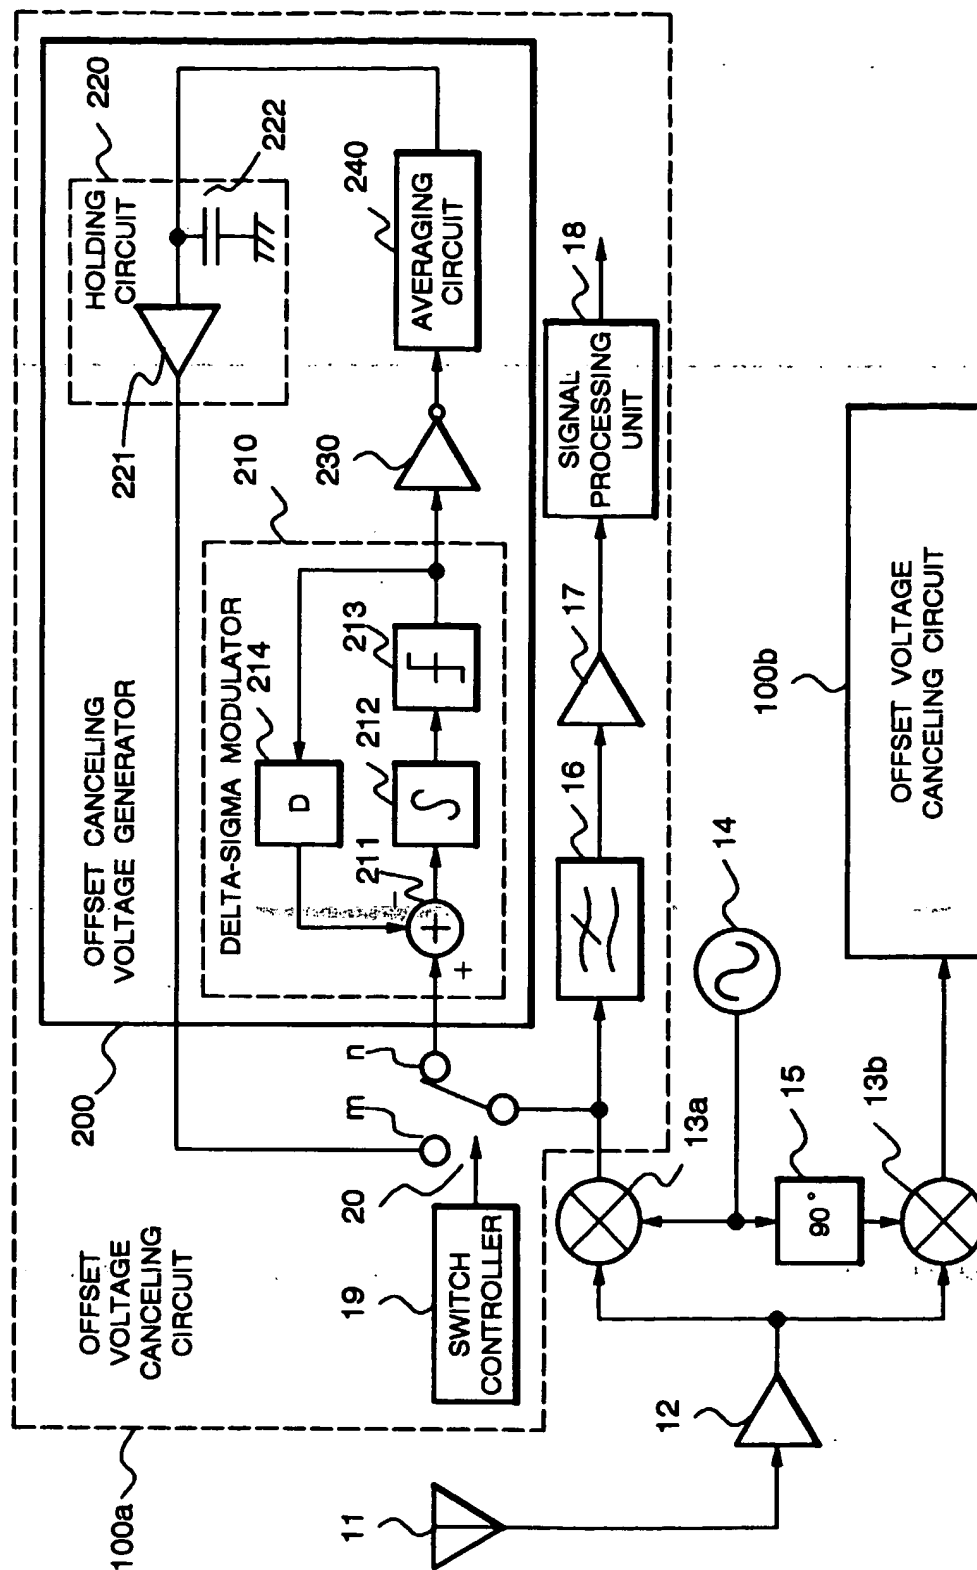 100a
OFFSET
VOLTAGE
CANCELING
CIRCUIT
200
OFFSET CANCELING
VOLTAGE GENERATOR
HOLDING
CIRCUIT
220
221
222
DELTA-SIGMA MODULATOR
214
210
D
211
+
-
+
212
213
230
240
AVERAGING
CIRCUIT
m
n
20
19
SWITCH
CONTROLLER
16
17
SIGNAL
PROCESSING
UNIT
18
11
12
13a
14
15
90°
13b
100b
OFFSET VOLTAGE
CANCELING CIRCUIT